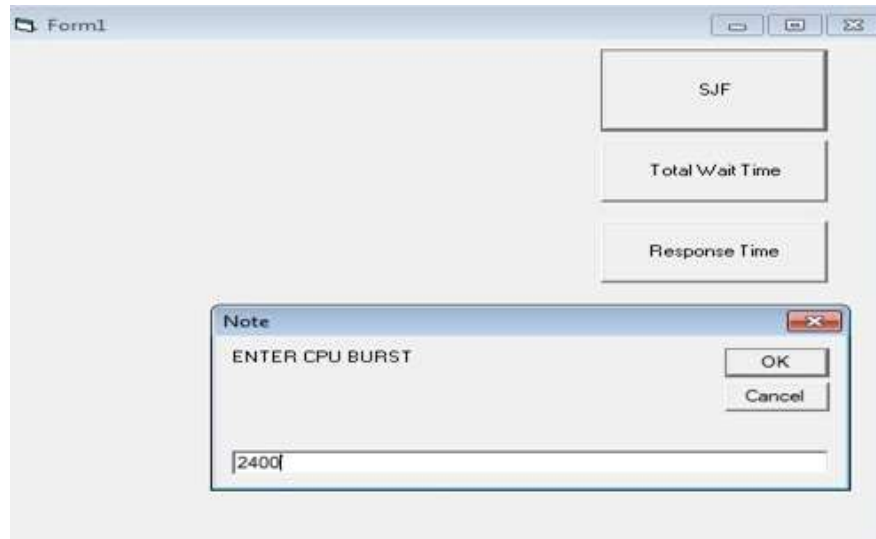 Form1
SJF
Total Wait Time
Response Time
Note
ENTER CPU BURST
OK
Cancel
2400